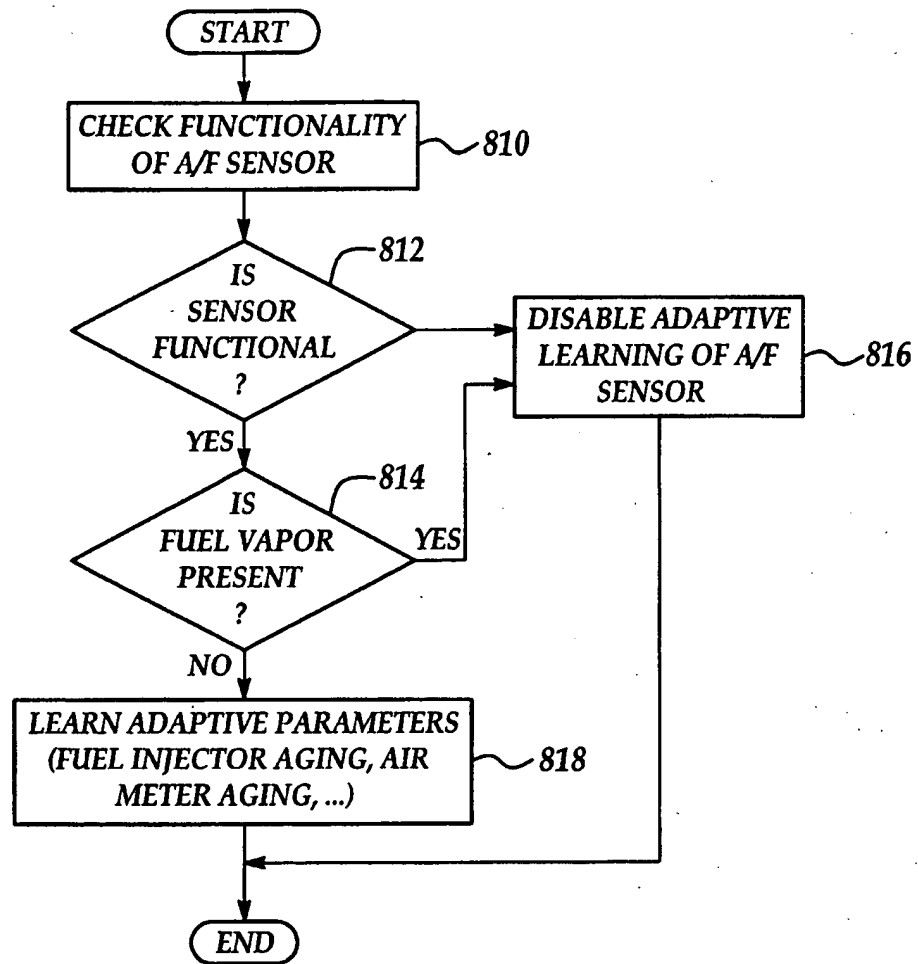 START
CHECK FUNCTIONALITY
OF A/F SENSOR
810
812
IS
SENSOR
FUNCTIONAL
?
DISABLE ADAPTIVE
LEARNING OF A/F
SENSOR
816
YES
814
IS
FUEL VAPOR
PRESENT
?
YES
NO
LEARN ADAPTIVE PARAMETERS
(FUEL INJECTOR AGING, AIR
METER AGING, ...)
818
END